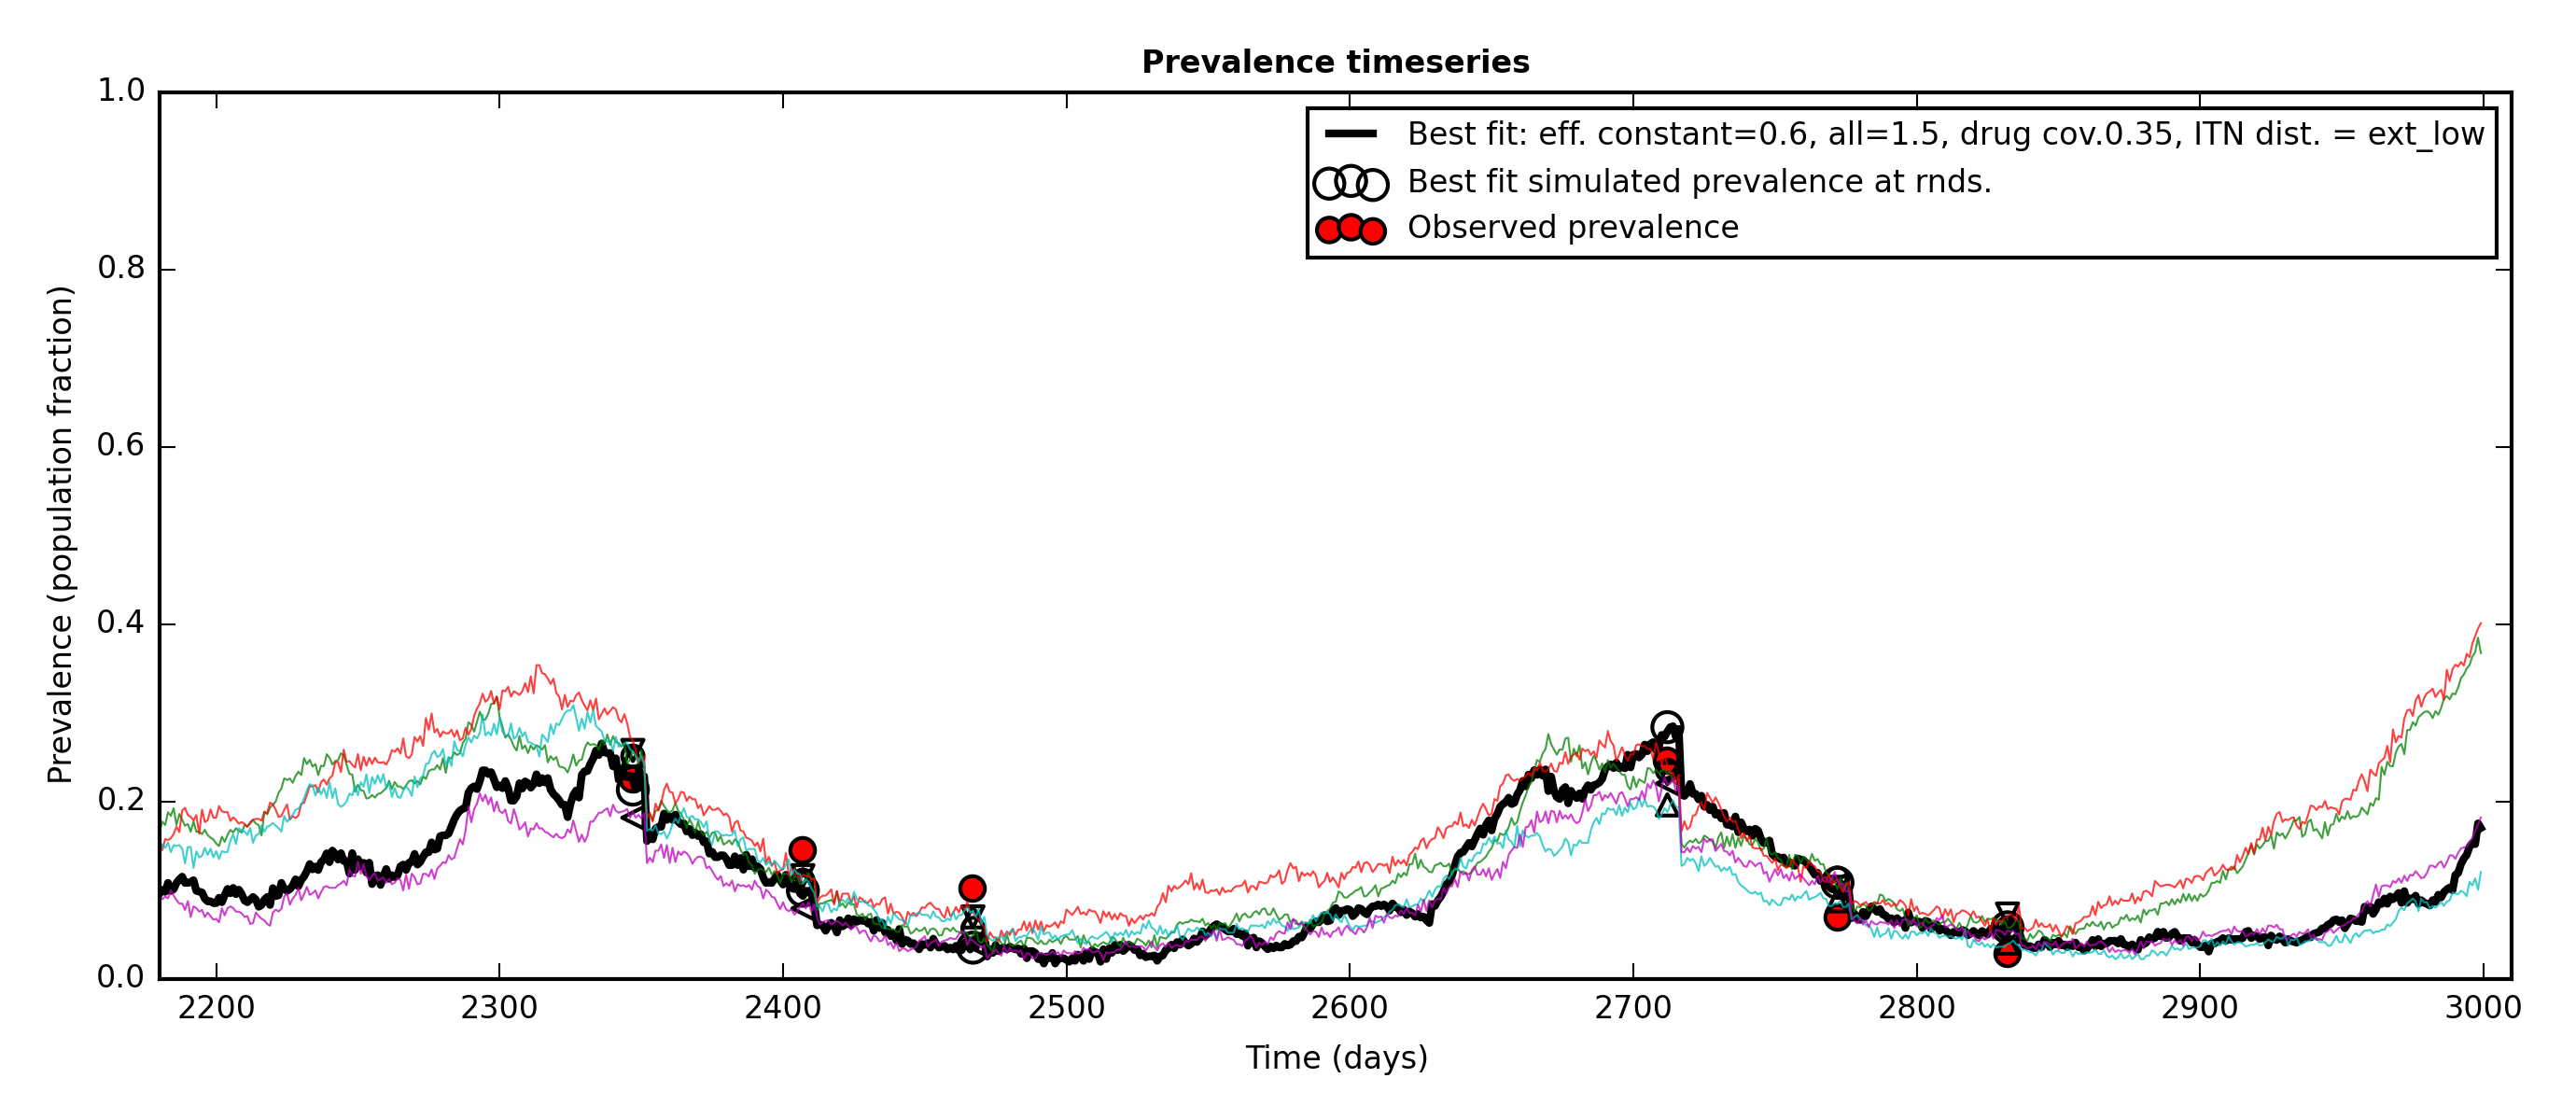 Prevalence timeseries
Best fit: eff. constant=0.6, all=1.5, drug cov.0.35, ITN dist. = ext_low
Best fit simulated prevalence at rnds.
Observed prevalence
Prevalence (population fraction)
1.0
0.8
0.6
0.4
0.2
0.0
2200 2300 2400 2500 2600 2700 2800 2900 3000
Time (days)